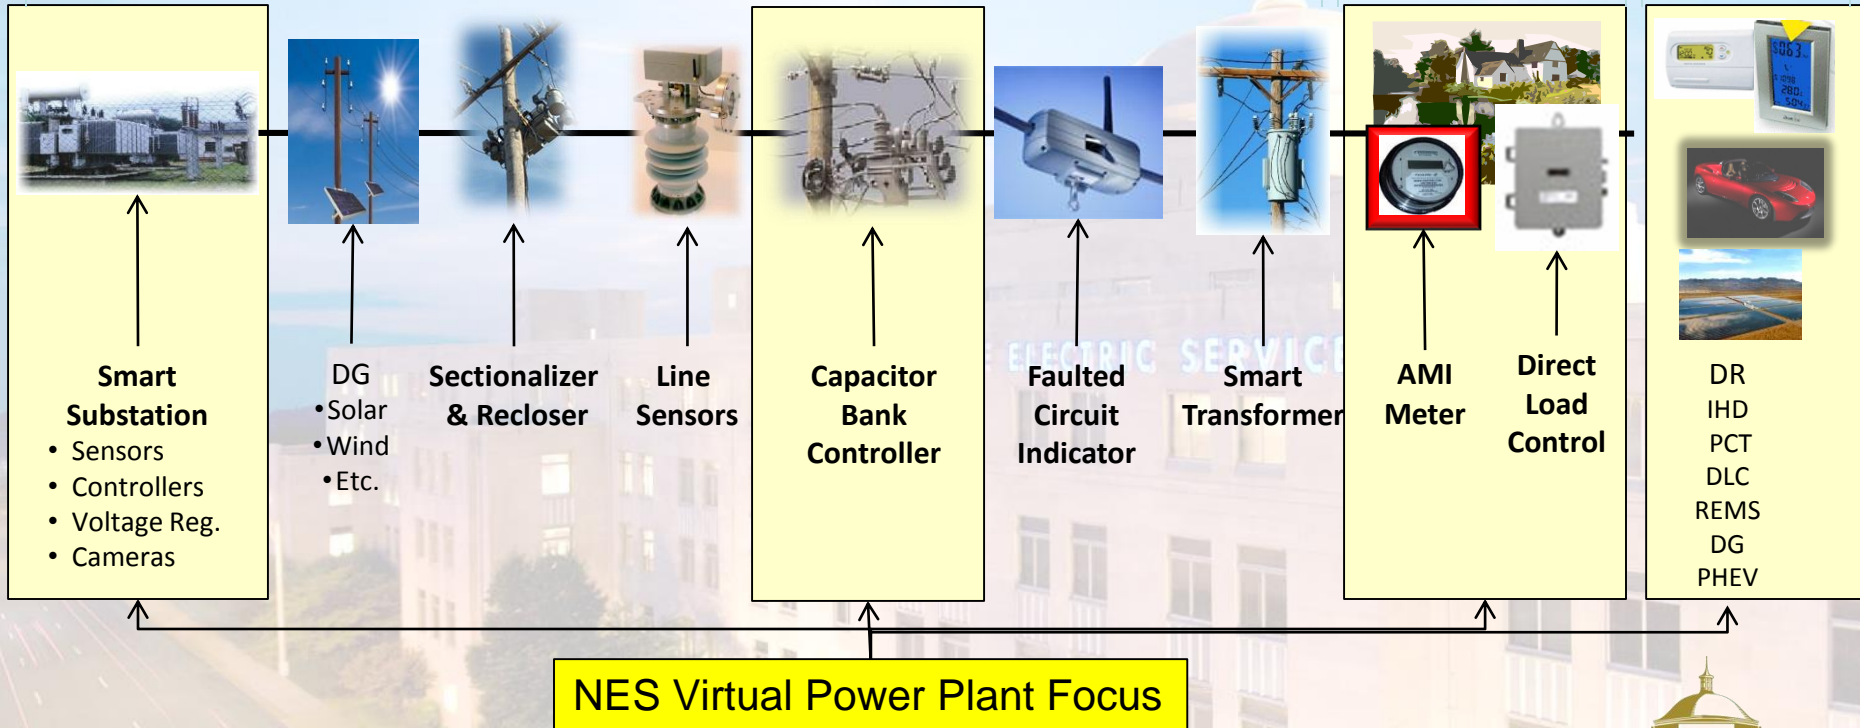 Smart
Substation
• Sensors
• Controllers
• Voltage Reg.
• Cameras
DG
•Solar
•Wind
•Etc.
Sectionalizer
& Recloser
Line
Sensors
Capacitor
Bank
Controller
Faulted
Circuit
Indicator
Smart
Transformer
AMI
Meter
Direct
Load
Control
DR
IHD
PCT
DLC
REMS
DG
PHEV
E ELECTRIC SERVICE
NES Virtual Power Plant Focus